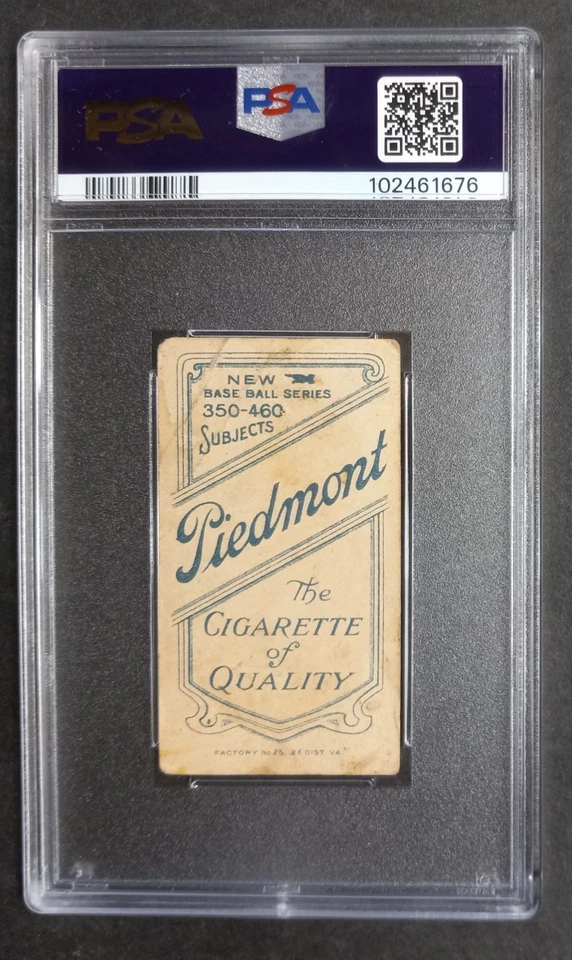 PSA
PSA
102461676
NEW
BASE BALL SERIES
350-460
SUBJECTS
Piedmont
The
CIGARETTE
of
QUALITY
FACTORY No 25. 2d DIST. VA.